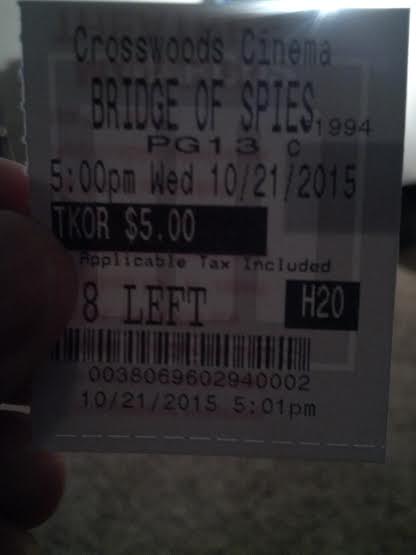 Crosswoods Cinema
BRIDGE OF SPIES 1994
PG13 C
5:00pm Wed 10/21/2015
TKOR $5.00
Applicable Tax Included
8 LEFT H20
0038069602940002
10/21/2015 5:01pm